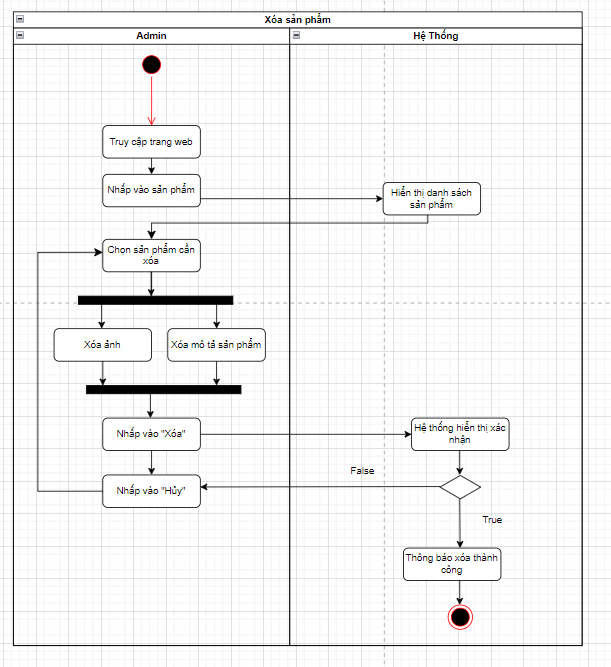 Xóa sản phẩm
Admin
Hệ Thống
Truy cập trang web
Nhấp vào sản phẩm
Hiển thị danh sách
sản phẩm
Chọn sản phẩm cần
xóa
Xóa ảnh
Xóa mô tả sản phẩm
Nhấp vào "Xóa"
Hệ thống hiển thị xác
nhận
False
Nhấp vào "Hủy"
True
Thông báo xóa thành
công